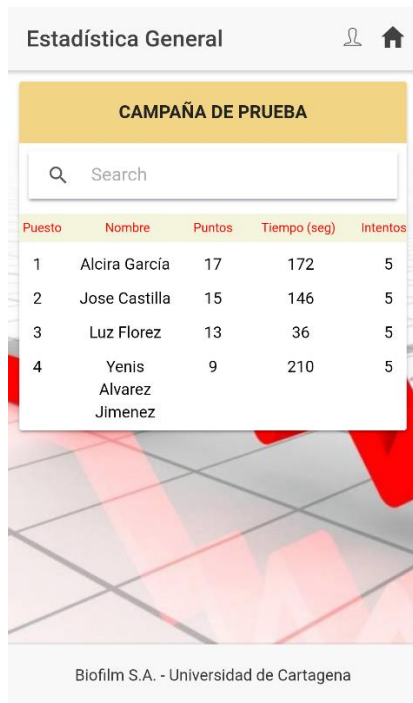 Estadística General
CAMPAÑA DE PRUEBA
Search
Puesto Nombre Puntos Tiempo (seg) Intentos
1 Alcira García 17 172 5
2 Jose Castilla 15 146 5
3 Luz Florez 13 36 5
4 Yenis 9 210 5
Alvarez
Jimenez
Biofilm S.A. - Universidad de Cartagena